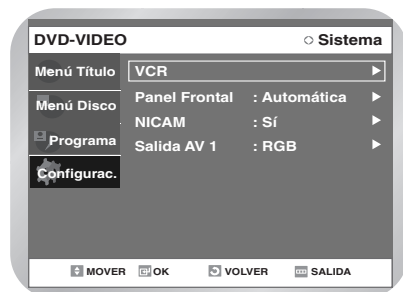 DVD-VIDEO Sistema
Menú Título
Menú Disco
Programa
Configurac.
VCR
Panel Frontal : Automática
NICAM : Sí
Salida AV 1 : RGB
MOVER OK VOLVER SALIDA